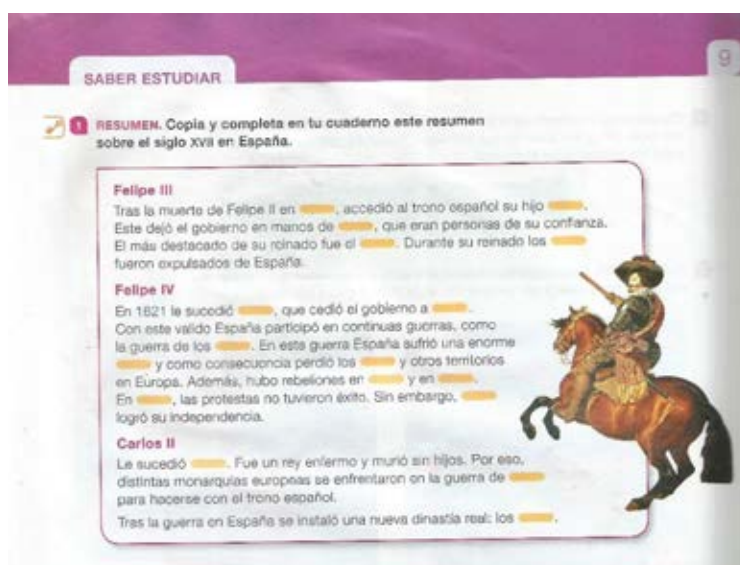 9
SABER ESTUDIAR
1 RESUMEN. Copia y completa en tu cuaderno este resumen
sobre el siglo XVII en España.
Felipe III
Tras la muerte de Felipe II en , accedió al trono español su hijo .
Este dejó el gobierno en manos de , que eran personas de su confianza.
El más destacado de su reinado fue el . Durante su reinado los
fueron expulsados de España.
Felipe IV
En 1621 le sucedió , que cedió el gobierno a .
Con este valido España participó en continuas guerras, como
la guerra de los . En esta guerra España sufrió una enorme
y como consecuencia perdió los y otros territorios
en Europa. Además, hubo rebeliones en y en .
En , las protestas no tuvieron éxito. Sin embargo,
logró su independencia.
Carlos II
Le sucedió . Fue un rey enfermo y murió sin hijos. Por eso,
distintas monarquías europeas se enfrentaron en la guerra de
para hacerse con el trono español.
Tras la guerra en España se instaló una nueva dinastía real: los .